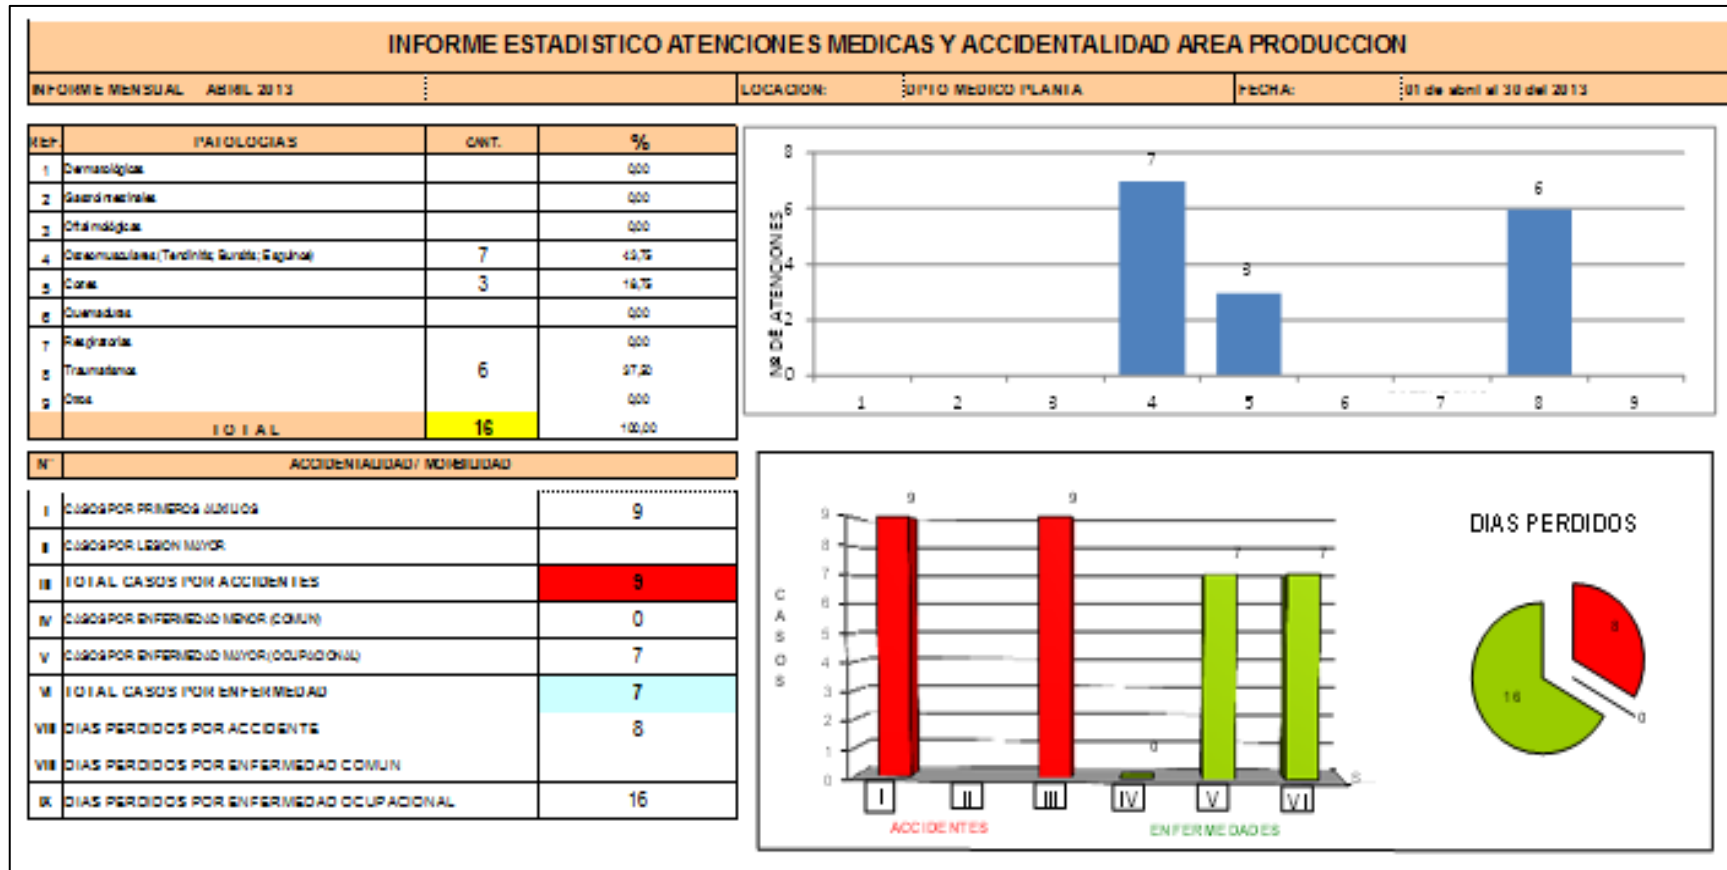 INFORME ESTADISTICO ATENCIONES MEDICAS Y ACCIDENTALIDAD AREA PRODUCCION
INFORME MENSUAL ABRIL 2013 LOCACION: DPTO MEDICO PLANTA FECHA: 01 de abril al 30 del 2013
REF. PATOLOGIAS CANT. %
1 Dermatológicas 0,00
2 Gastrointestinales 0,00
3 Oftalmológicas 0,00
4 Osteomusculares (Tendinitis; Bursitis; Esguince) 7 43,75
5 Cortes 3 18,75
6 Quemaduras 0,00
7 Respiratorias 0,00
8 Traumatismos 6 37,50
9 Otros 0,00
TOTAL 16 100,00
Nº DE ATENCIONES
8
6
4
2
0
7
3
6
1 2 3 4 5 6 7 8 9
N° ACCIDENTALIDAD / MORBILIDAD
I CASOS POR PRIMEROS AUXILIOS 9
II CASOS POR LESION MAYOR
III TOTAL CASOS POR ACCIDENTES 9
IV CASOS POR ENFERMEDAD MENOR (COMUN) 0
V CASOS POR ENFERMEDAD MAYOR (OCUPACIONAL) 7
VI TOTAL CASOS POR ENFERMEDAD 7
VIII DIAS PERDIDOS POR ACCIDENTE 8
VIII DIAS PERDIDOS POR ENFERMEDAD COMUN
IX DIAS PERDIDOS POR ENFERMEDAD OCUPACIONAL 16
CASOS
9
8
7
6
5
4
3
2
1
0
9 9 0 7 7
I II III IV V VI
ACCIDENTES ENFERMEDADES
DIAS PERDIDOS
8
16
0